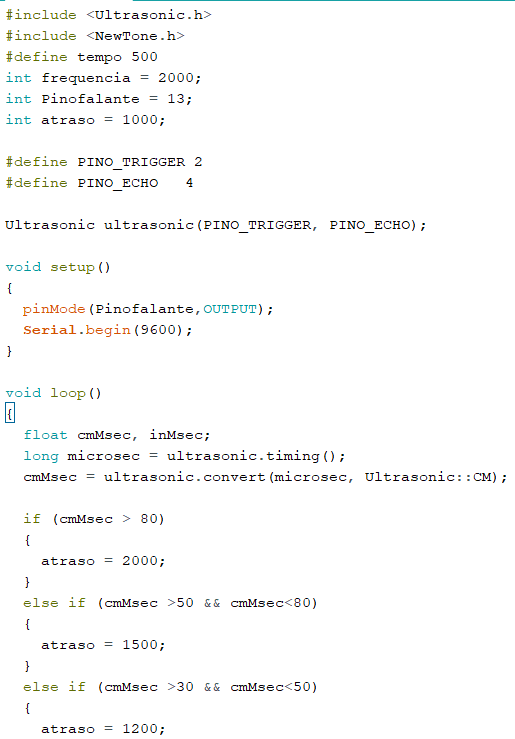 #include <Ultrasonic.h>
#include <NewTone.h>
#define tempo 500
int frequencia = 2000;
int Pinofalante = 13;
int atraso = 1000;

#define PINO_TRIGGER 2
#define PINO_ECHO   4

Ultrasonic ultrasonic(PINO_TRIGGER, PINO_ECHO);

void setup()
{
  pinMode(Pinofalante,OUTPUT);
  Serial.begin(9600);
}

void loop()
{
  float cmMsec, inMsec;
  long microsec = ultrasonic.timing();
  cmMsec = ultrasonic.convert(microsec, Ultrasonic::CM);

  if (cmMsec > 80)
  {
    atraso = 2000;
  }
  else if (cmMsec >50 && cmMsec<80)
  {
    atraso = 1500;
  }
  else if (cmMsec >30 && cmMsec<50)
  {
    atraso = 1200;